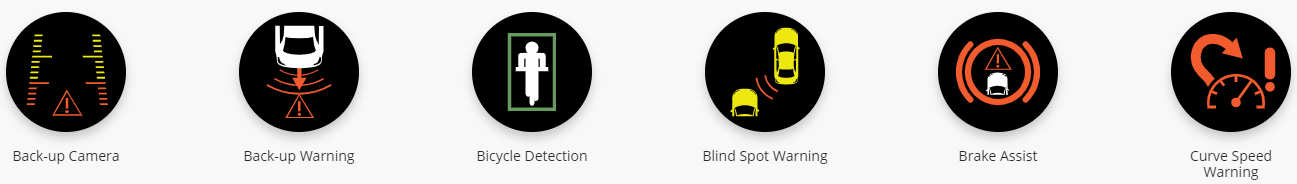 Back-up Camera
Back-up Warning
Bicycle Detection
Blind Spot Warning
Brake Assist
Curve Speed
Warning